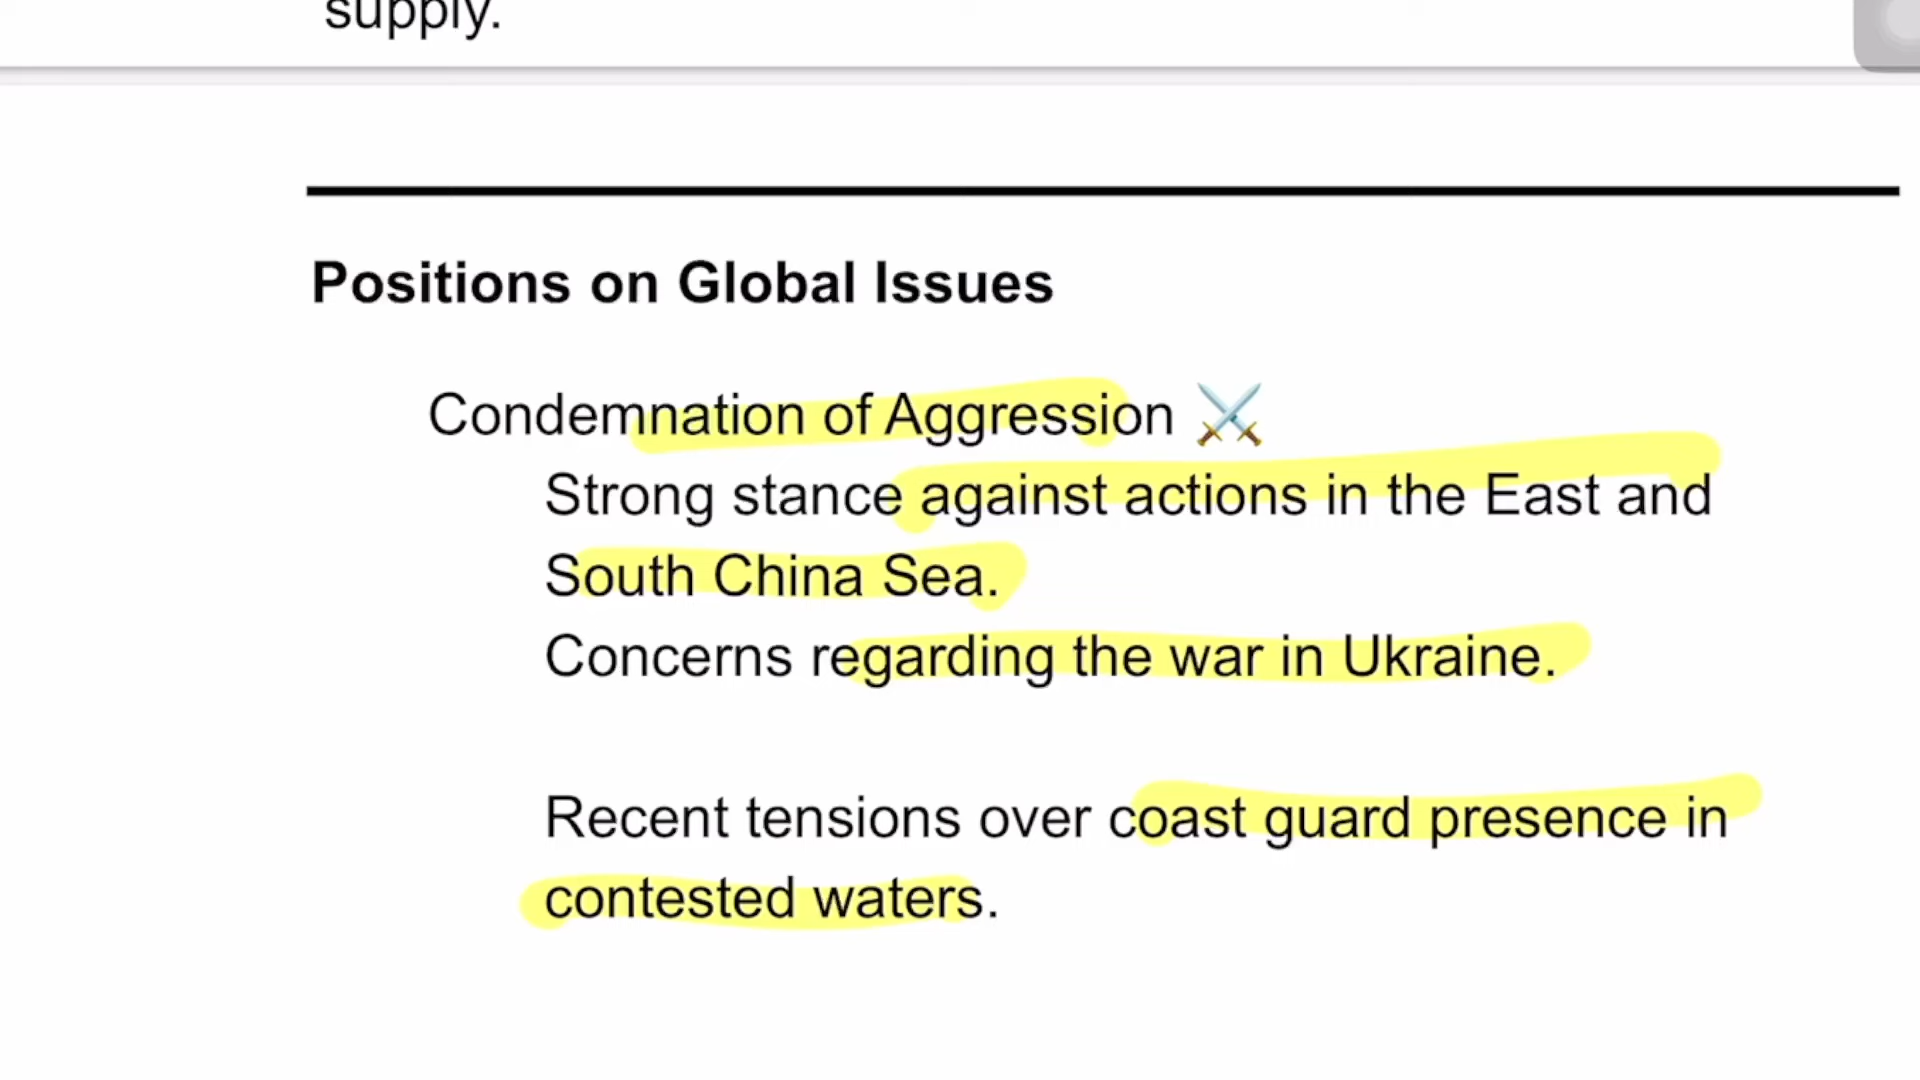 supply.
Positions on Global Issues
Condemnation of Aggression ⚔️
Strong stance against actions in the East and
South China Sea.
Concerns regarding the war in Ukraine.
Recent tensions over coast guard presence in
contested waters.